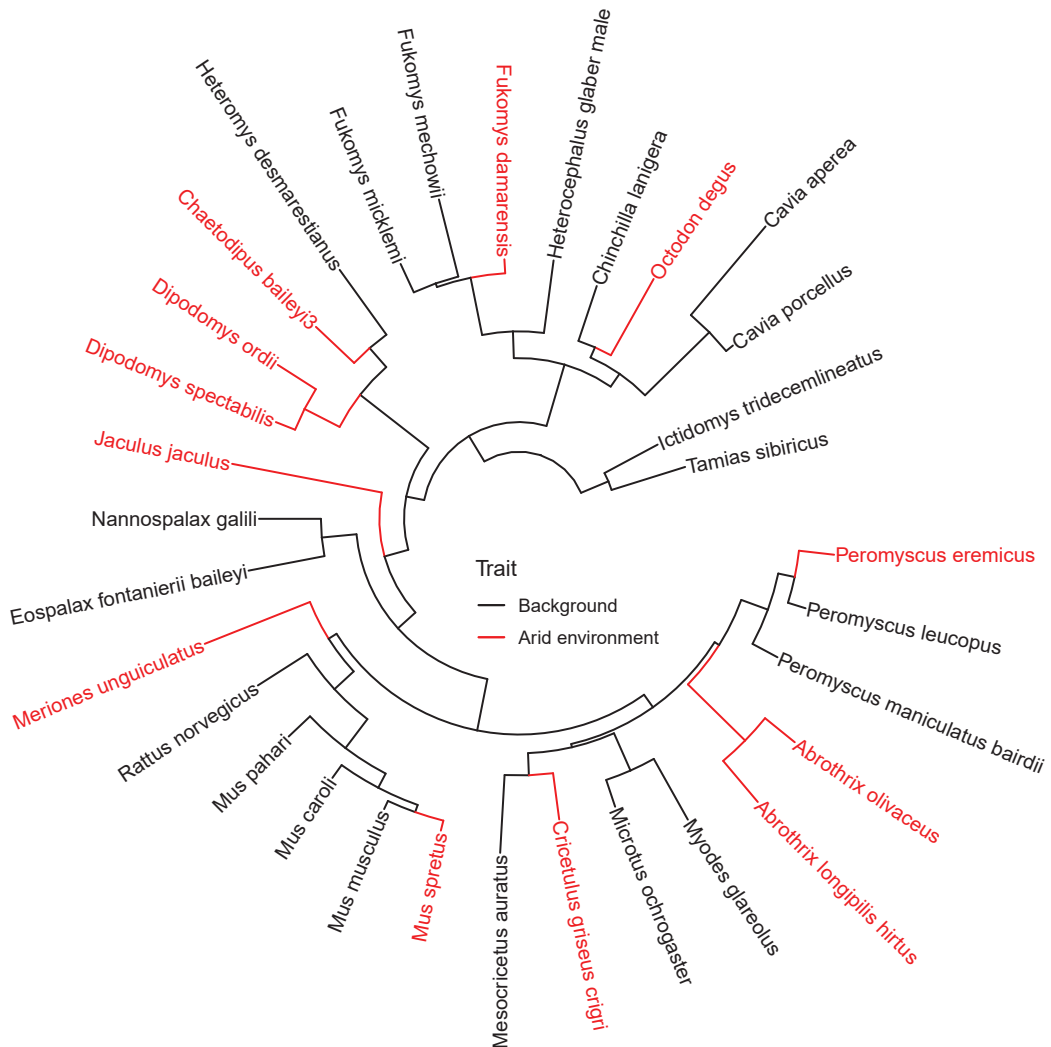 Heterocephalus glaber male
Fukomys mechowii
Fukomys damarensis
Heteromys desmarestianus
Fukomys micklemi
Chinchilla lanigera
Octodon degus
Cavia aperea
Chaetodipus baileyi3
Cavia porcellus
Dipodomys ordii
Dipodomys spectabilis
Ictidomys tridecemlineatus
Tamias sibiricus
Jaculus jaculus
Nannospalax galili
Eospalax fontanierii baileyi
Trait
Background
Arid environment
Peromyscus eremicus
Peromyscus leucopus
Peromyscus maniculatus bairdii
Meriones unguiculatus
Rattus norvegicus
Mus pahari
Mus caroli
Mus musculus
Mus spretus
Mesocricetus auratus
Cricetulus griseus crigri
Microtus ochrogaster
Myodes glareolus
Abrothrix olivaceus
Abrothrix longipilis hirtus